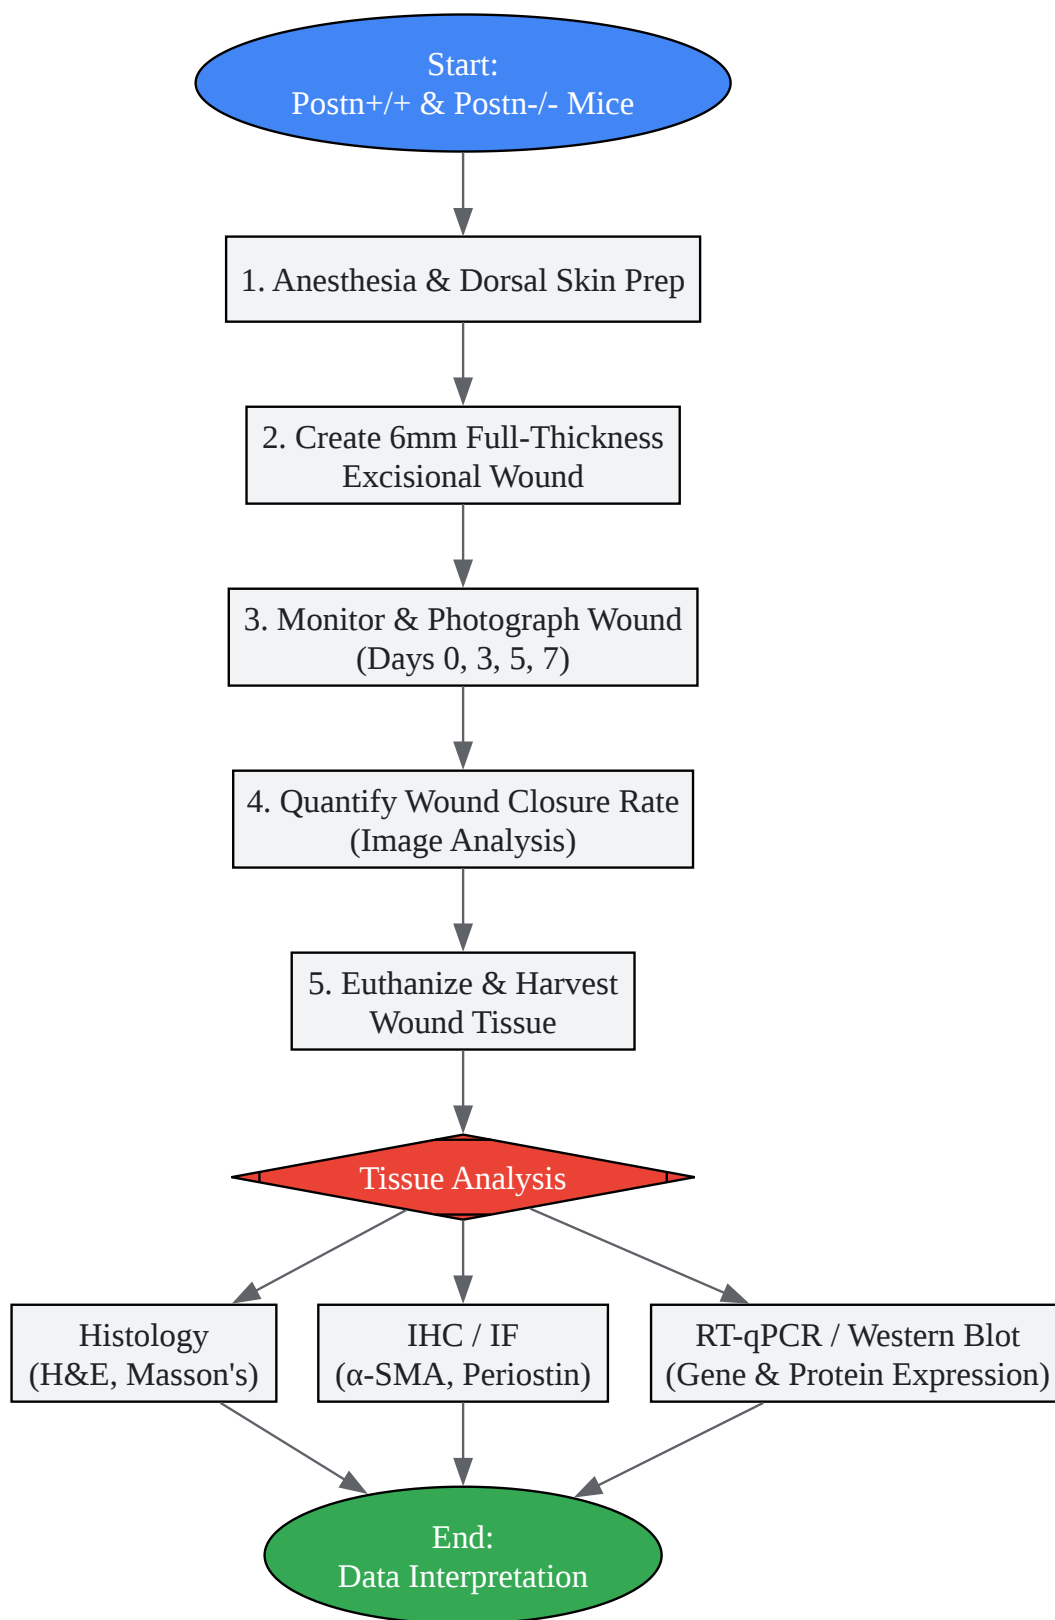 Start:
Postn+/+ & Postn-/- Mice
1. Anesthesia & Dorsal Skin Prep
2. Create 6mm Full-Thickness
Excisional Wound
3. Monitor & Photograph Wound
(Days 0, 3, 5, 7)
4. Quantify Wound Closure Rate
(Image Analysis)
5. Euthanize & Harvest
Wound Tissue
Tissue Analysis
Histology
(H&E, Masson's)
IHC / IF
(α-SMA, Periostin)
RT-qPCR / Western Blot
(Gene & Protein Expression)
End:
Data Interpretation